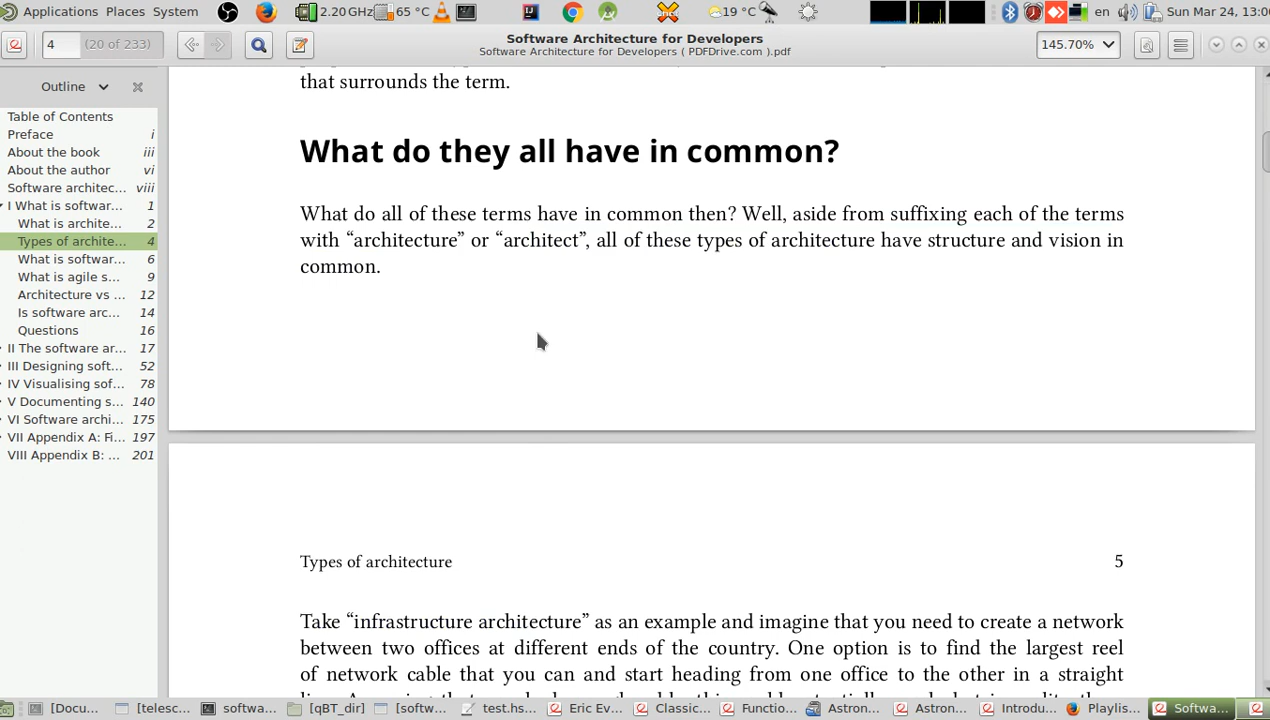 Applications Places System 2.20 GHz 65 °C 19 °C en Sun Mar 24, 13:0
4 (20 of 233) Software Architecture for Developers 145.70%
Software Architecture for Developers ( PDFDrive.com ).pdf
Outline
Table of Contents
Preface i
About the book iii
About the author vi
Software architec... viii
I What is softwar... 1
What is archite... 2
Types of archite... 4
What is softwar... 6
What is agile s... 9
Architecture vs ... 12
Is software arc... 14
Questions 16
II The software ar... 17
III Designing soft... 52
IV Visualising sof... 78
V Documenting s... 140
VI Software archi... 175
VII Appendix A: Fi... 197
VIII Appendix B: ... 201
that surrounds the term.
What do they all have in common?
What do all of these terms have in common then? Well, aside from suffixing each of the terms
with “architecture” or “architect”, all of these types of architecture have structure and vision in
common.
Types of architecture 5
Take “infrastructure architecture” as an example and imagine that you need to create a network
between two offices at different ends of the country. One option is to find the largest reel
of network cable that you can and start heading from one office to the other in a straight
[Docu... [telesc... softwa... [qBT_dir] [softw... test.hs... Eric Ev... Classic... Functio... Astron... Astron... Introdu... Playlis... Softwa...